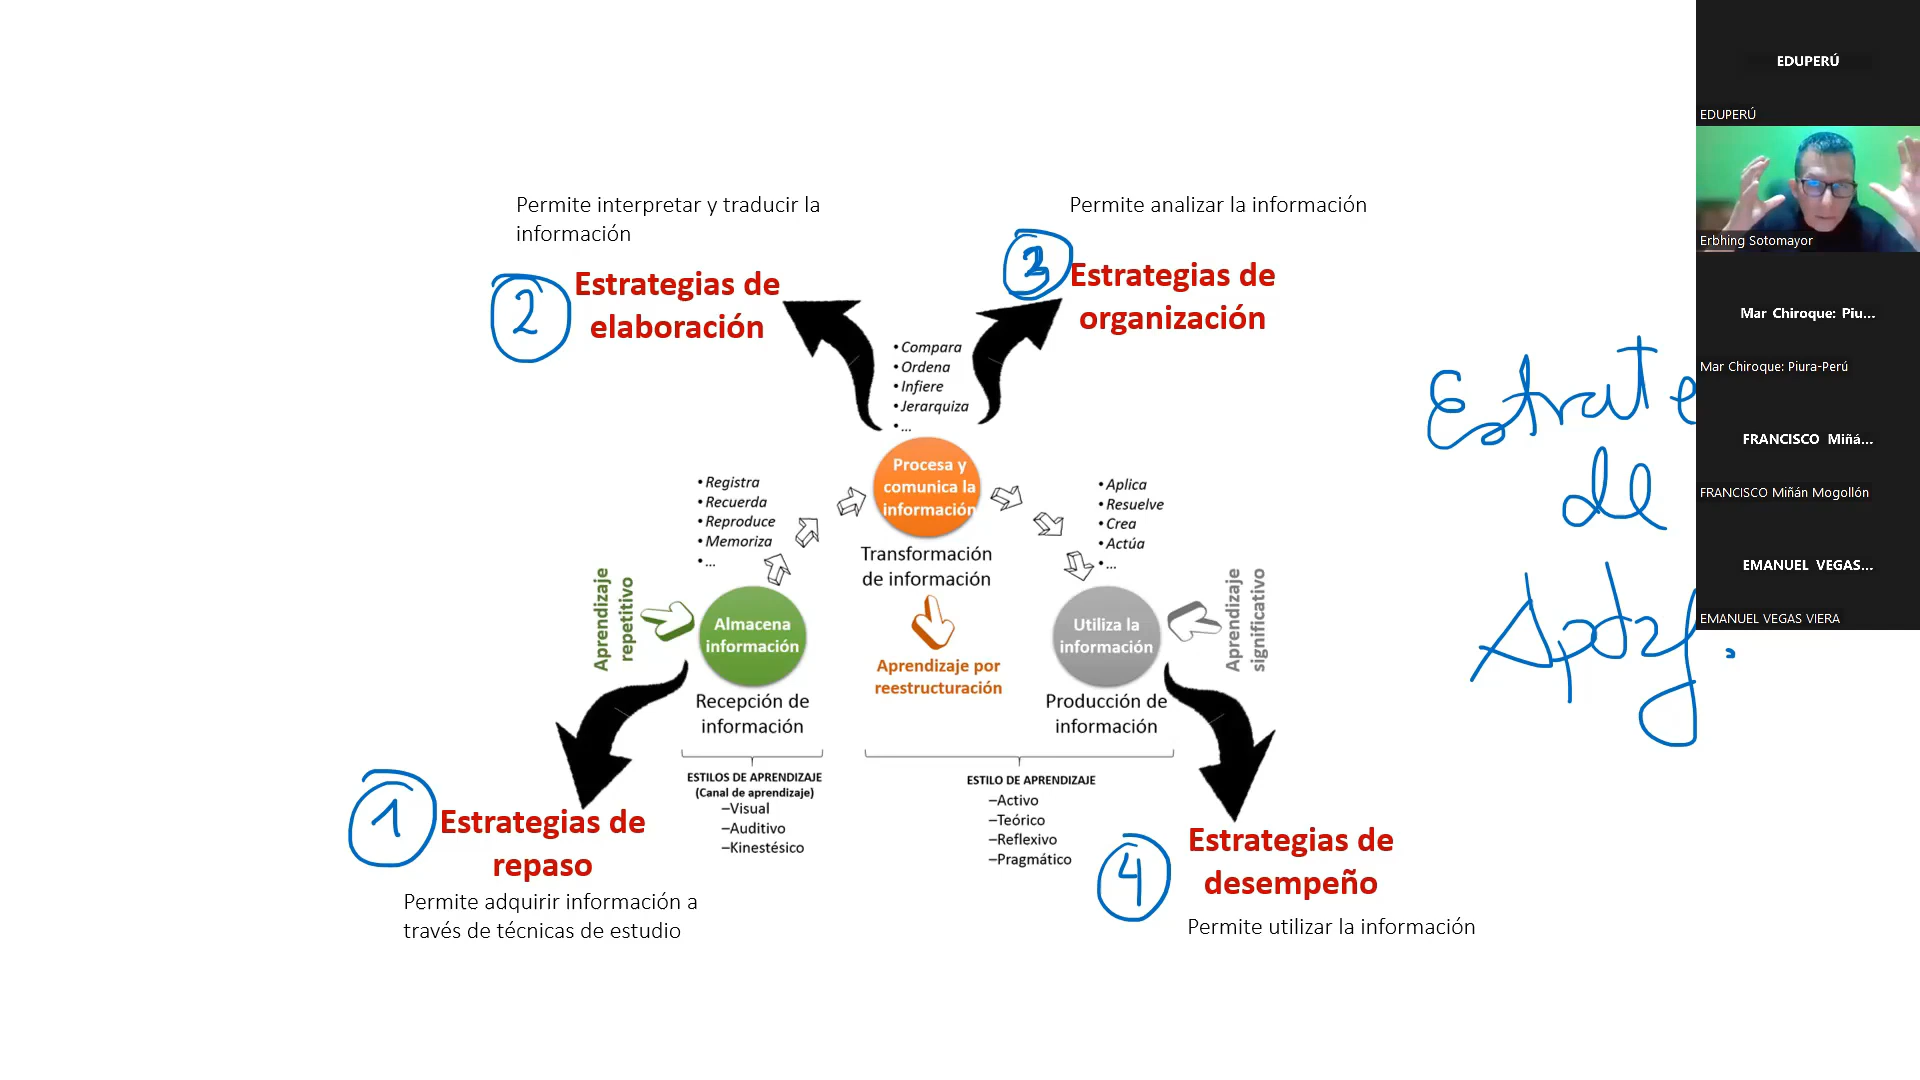 Permite interpretar y traducir la
información
2
Estrategias de
elaboración
Permite analizar la información
3
Estrategias de
organización
• Compara
• Ordena
• Infiere
• Jerarquiza
• ...
Procesa y
comunica la
información
Transformación
de información
Aprendizaje por
reestructuración
• Registra
• Recuerda
• Reproduce
• Memoriza
• ...
Aprendizaje
repetitivo
Almacena
información
Recepción de
información
• Aplica
• Resuelve
• Crea
• Actúa
• ...
Utiliza la
información
Aprendizaje
significativo
Producción de
información
ESTILOS DE APRENDIZAJE
(Canal de aprendizaje)
–Visual
–Auditivo
–Kinestésico
ESTILO DE APRENDIZAJE
–Activo
–Teórico
–Reflexivo
–Pragmático
1
Estrategias de
repaso
Permite adquirir información a
través de técnicas de estudio
4
Estrategias de
desempeño
Permite utilizar la información
Estrate
de
EDUPERÚ
EDUPERÚ
Erbhing Sotomayor
Mar Chiroque: Piu...
Mar Chiroque: Piura-Perú
FRANCISCO Miñá...
FRANCISCO Miñán Mogollón
EMANUEL VEGAS...
EMANUEL VEGAS VIERA